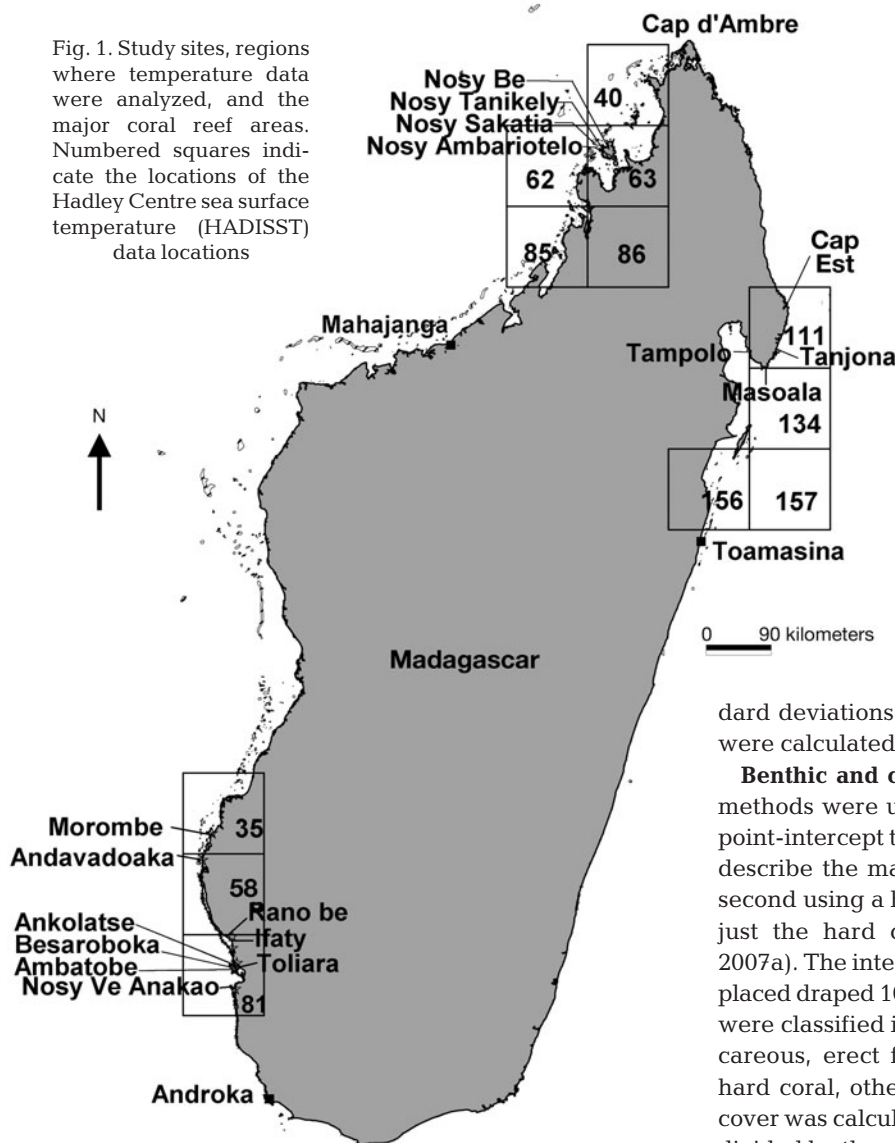 Fig. 1. Study sites, regions
where temperature data
were analyzed, and the
major coral reef areas.
Numbered squares indi-
cate the locations of the
Hadley Centre sea surface
temperature (HADISST)
data locations
Cap d'Ambre
Nosy Be
Nosy Tanikely
Nosy Sakatia
Nosy Ambariotelo
40
62
63
85
86
Cap
Est
Mahajanga
111
Tampolo
Tanjona
Masoala
134
N
156
157
Toamasina
0 90 kilometers
Madagascar
Morombe
35
Andavadoaka
58
Rano be
Ankolatse
Ifaty
Besaroboka
Toliara
Ambatobe
Nosy Ve Anakao
81
Androka
dard deviations
were calculated
Benthic and c
methods were u
point-intercept t
describe the ma
second using a l
just the hard c
2007a). The inte
placed draped 10
were classified i
careous, erect f
hard coral, othe
cover was calcul